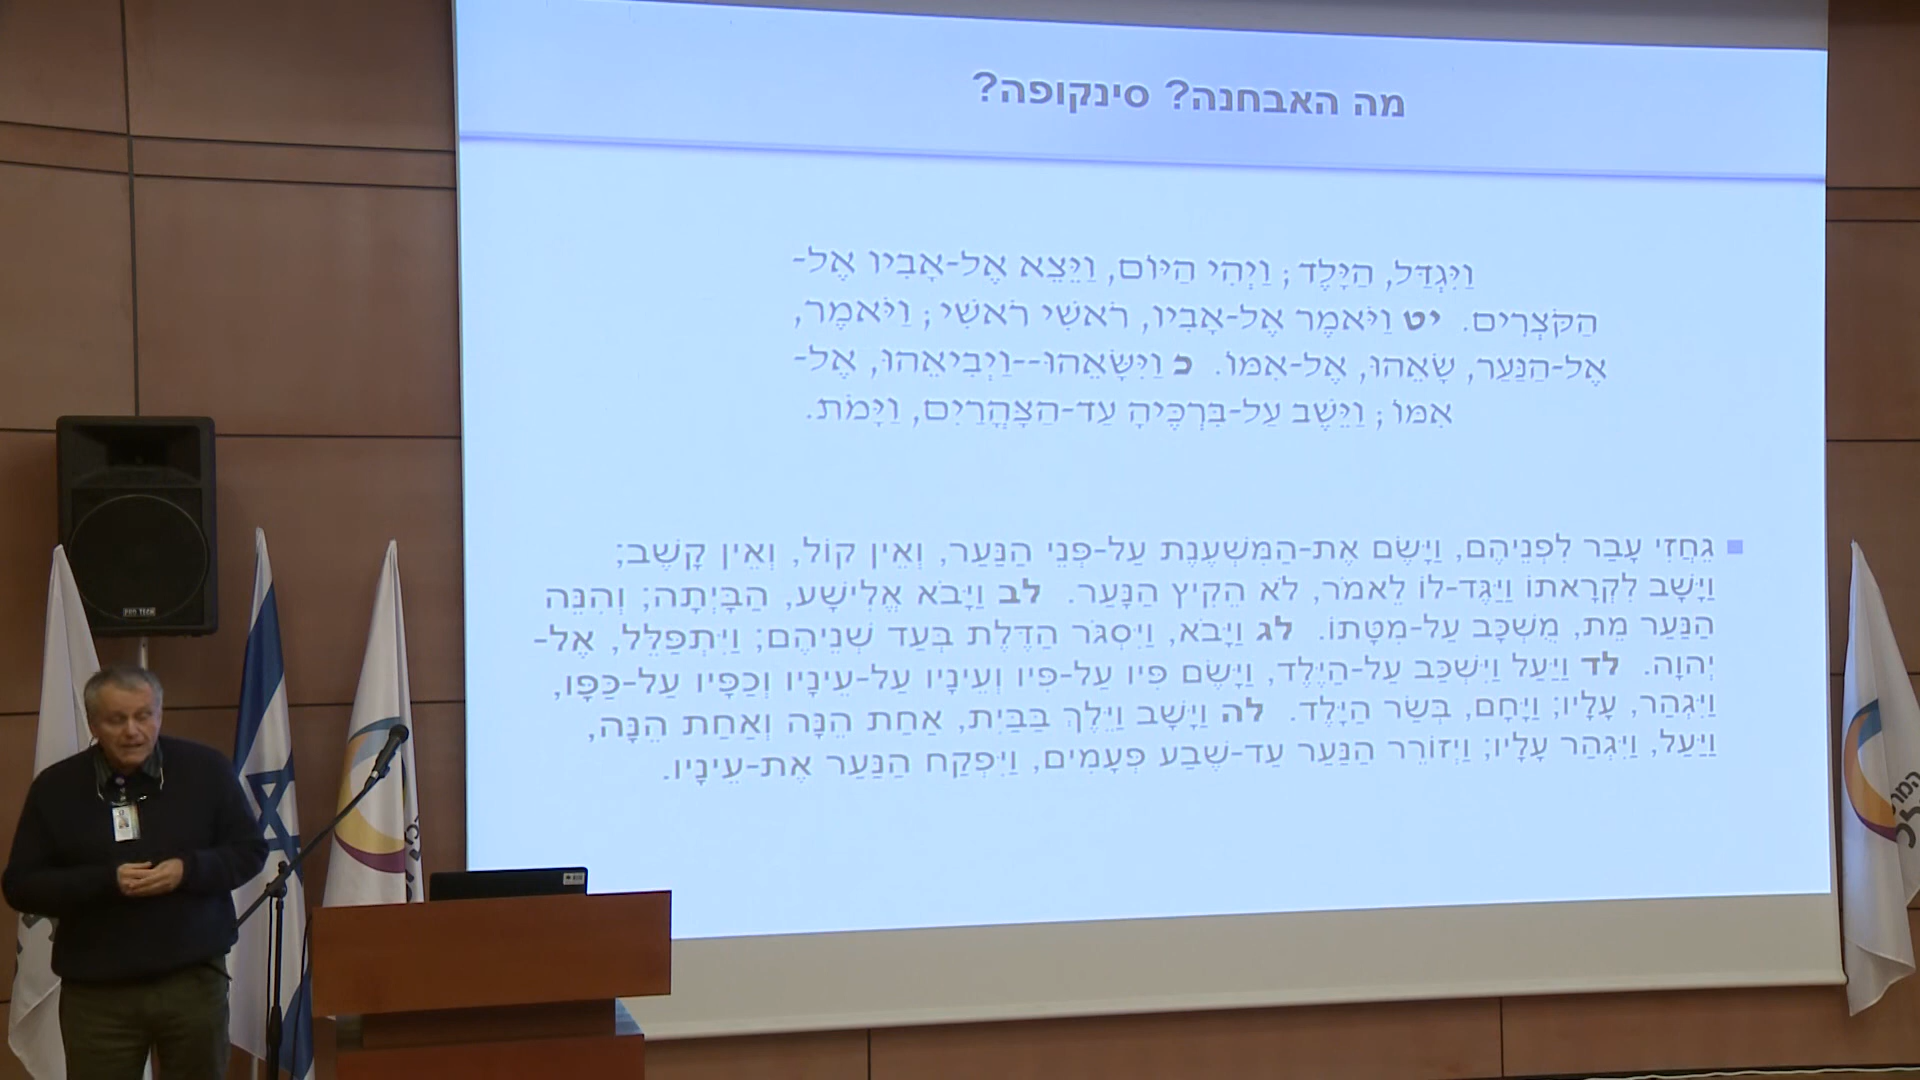 מה האבחנה? סינקופה?
וַיִּגְדַּל, הַיָּלֶד; וַיְהִי הַיּוֹם, וַיֵּצֵא אֶל-אָבִיו אֶל-
הַקֹּצְרִים. יט וַיֹּאמֶר אֶל-אָבִיו, רֹאשִׁי רֹאשִׁי; וַיֹּאמֶר,
אֶל-הַנַּעַר, שָׂאֵהוּ, אֶל-אִמּוֹ. כ וַיִּשָּׂאֵהוּ--וַיְבִיאֵהוּ, אֶל-
אִמּוֹ; וַיֵּשֶׁב עַל-בִּרְכֶּיהָ עַד-הַצָּהֳרַיִם, וַיָּמֹת.
גֵחֲזִי עָבַר לִפְנֵיהֶם, וַיָּשֶׂם אֶת-הַמִּשְׁעֶנֶת עַל-פְּנֵי הַנַּעַר, וְאֵין קוֹל, וְאֵין קָשֶׁב;
וַיָּשָׁב לִקְרָאתוֹ וַיַּגֶּד-לוֹ לֵאמֹר, לֹא הֵקִיץ הַנָּעַר. לב וַיָּבֹא אֱלִישָׁע, הַבָּיְתָה; וְהִנֵּה
הַנַּעַר מֵת, מֻשְׁכָּב עַל-מִטָּתוֹ. לג וַיָּבֹא, וַיִּסְגֹּר הַדֶּלֶת בְּעַד שְׁנֵיהֶם; וַיִּתְפַּלֵּל, אֶל-
יְהוָה. לד וַיַּעַל וַיִּשְׁכַּב עַל-הַיֶּלֶד, וַיָּשֶׂם פִּיו עַל-פִּיו וְעֵינָיו עַל-עֵינָיו וְכַפָּיו עַל-כַּפָּו,
וַיִּגְהַר, עָלָיו; וַיָּחָם, בְּשַׂר הַיָּלֶד. לה וַיָּשָׁב וַיֵּלֶךְ בַּבַּיִת, אַחַת הֵנָּה וְאַחַת הֵנָּה,
וַיַּעַל, וַיִּגְהַר עָלָיו; וַיְזוֹרֵר הַנַּעַר עַד-שֶׁבַע פְּעָמִים, וַיִּפְקַח הַנַּעַר אֶת-עֵינָיו.
PRO TECH